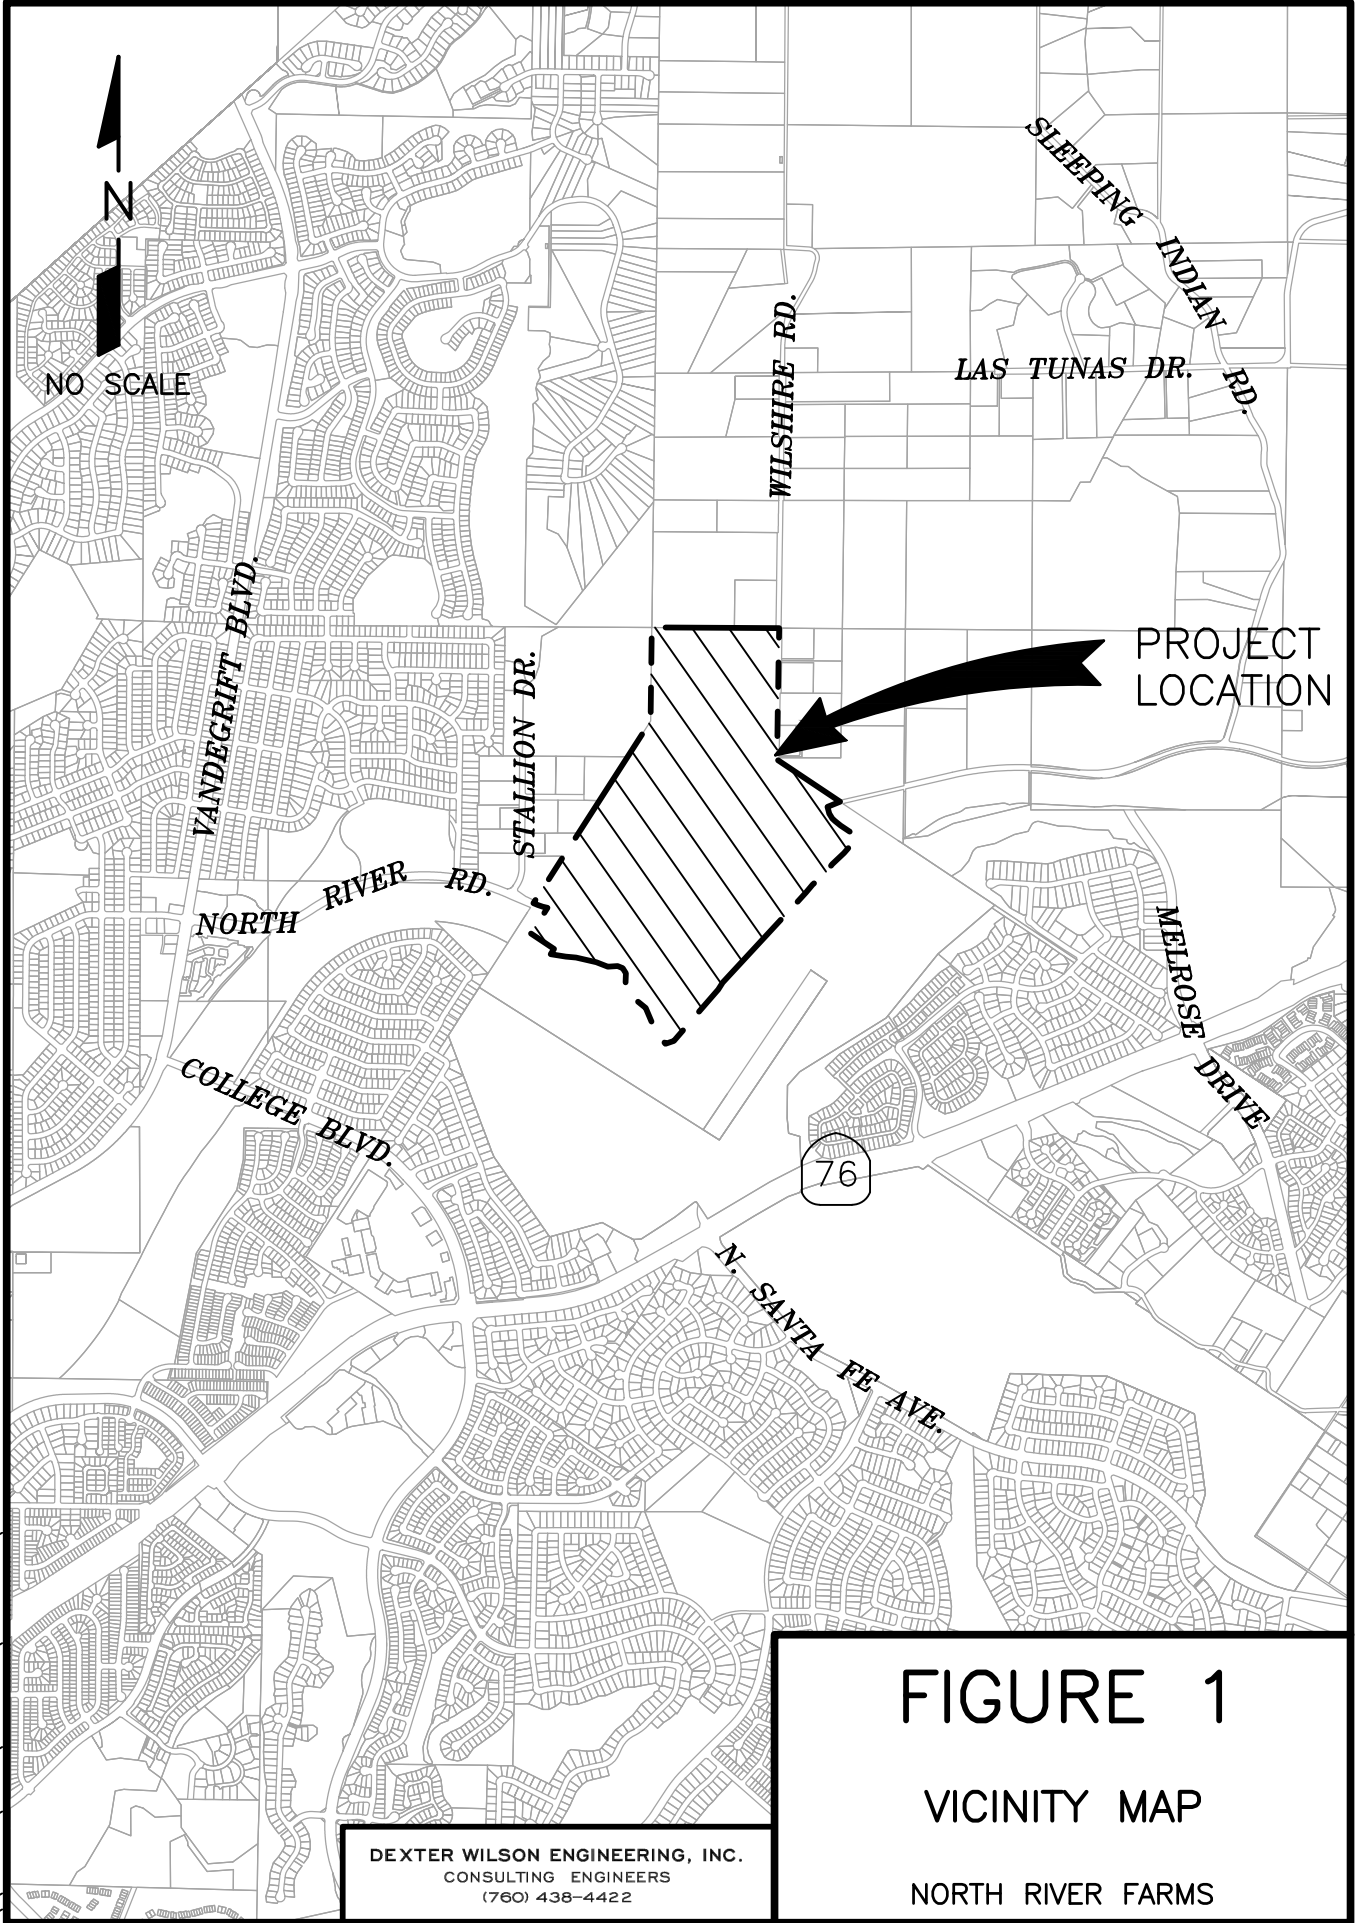 SLEEPING INDIAN RD.
N
NO SCALE
WILSHIRE RD.
LAS TUNAS DR.
VANDEGRIFT BLVD.
STALLION DR.
PROJECT
LOCATION
NORTH RIVER RD.
MELROSE DRIVE
COLLEGE BLVD.
76
N. SANTA FE AVE.
FIGURE 1
VICINITY MAP
NORTH RIVER FARMS
DEXTER WILSON ENGINEERING, INC.
CONSULTING ENGINEERS
(760) 438-4422